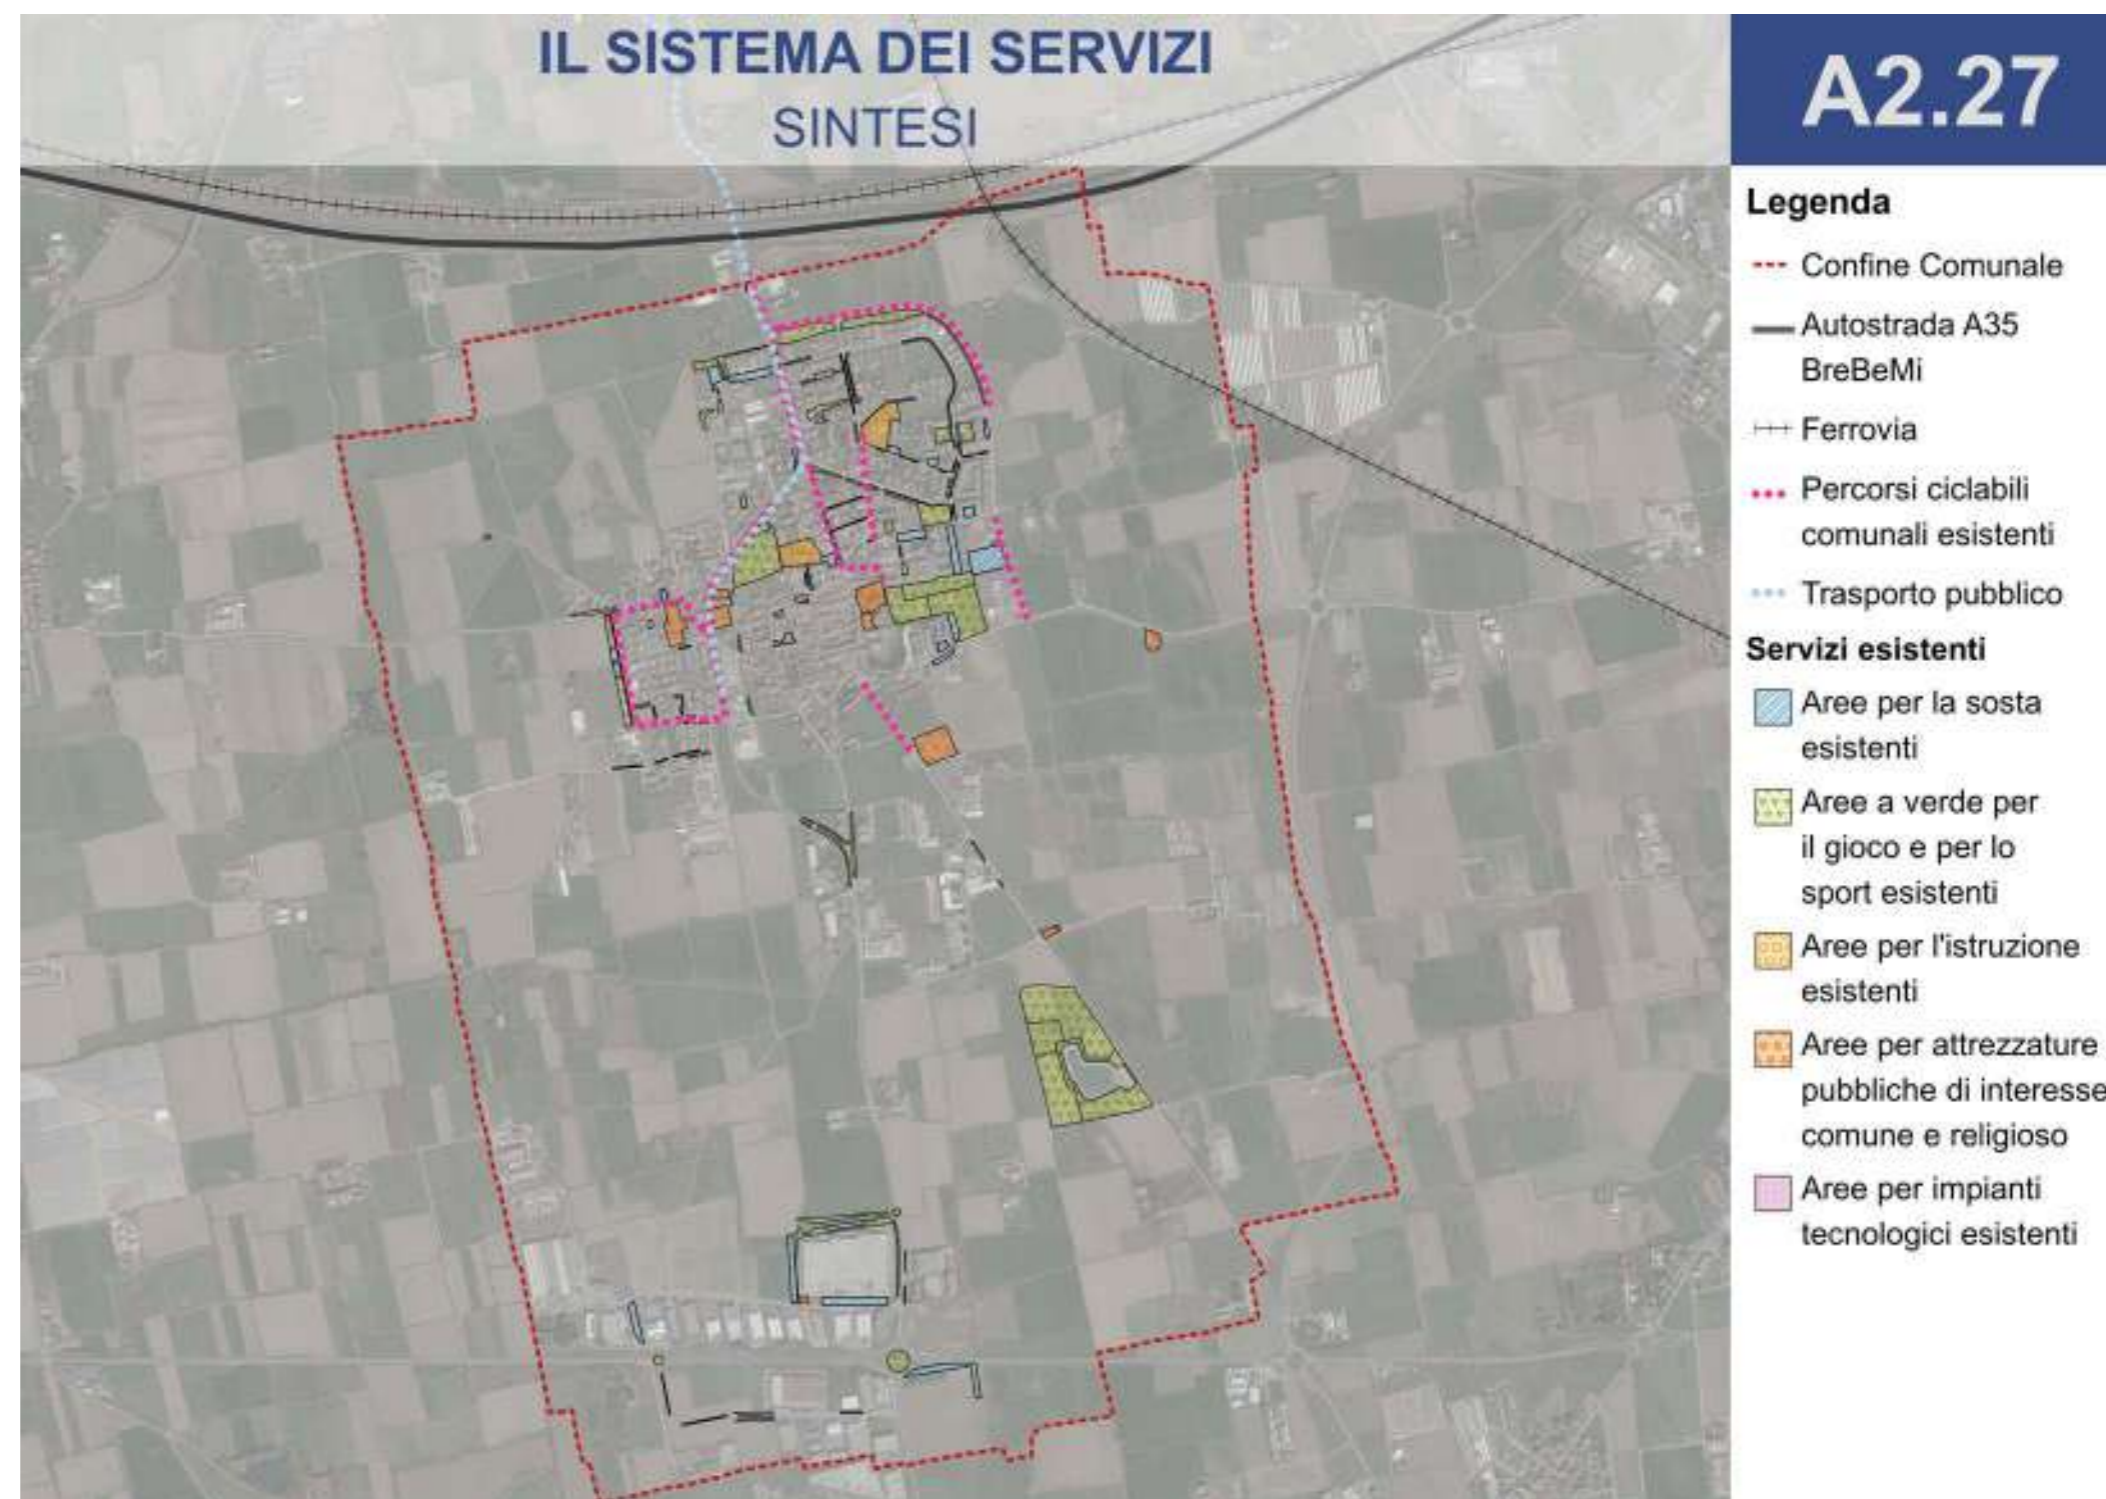 IL SISTEMA DEI SERVIZI
SINTESI
A2.27
Legenda
Confine Comunale
Autostrada A35
BreBeMi
Ferrovia
Percorsi ciclabili
comunali esistenti
Trasporto pubblico
Servizi esistenti
Aree per la sosta
esistenti
Aree a verde per
il gioco e per lo
sport esistenti
Aree per l'istruzione
esistenti
Aree per attrezzature
pubbliche di interesse
comune e religioso
Aree per impianti
tecnologici esistenti